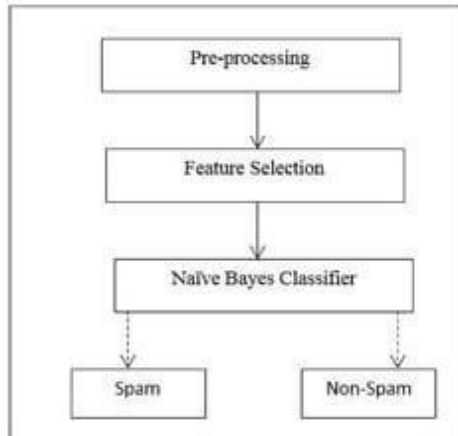 Pre-processing
Feature Selection
Naïve Bayes Classifier
Spam
Non-Spam